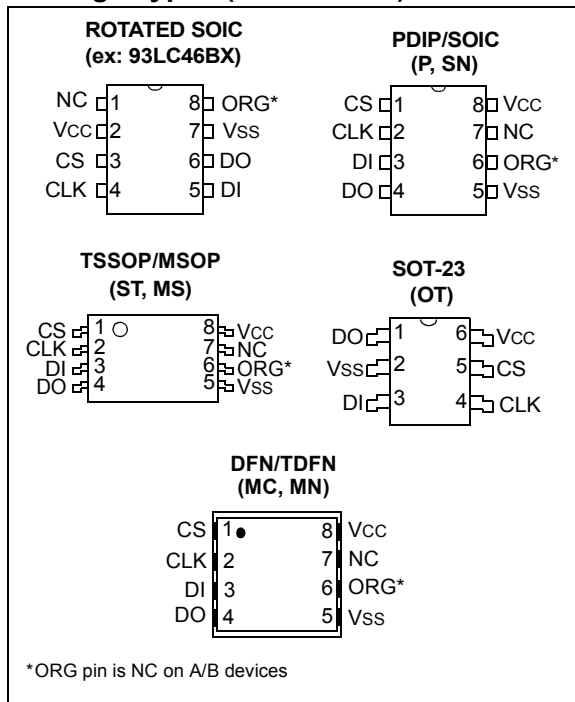 ROTATED SOIC
(ex: 93LC46BX)
NC 1 8 ORG*
VCC 2 7 VSS
CS 3 6 DO
CLK 4 5 DI
PDIP/SOIC
(P, SN)
CS 1 8 VCC
CLK 2 7 NC
DI 3 6 ORG*
DO 4 5 VSS
TSSOP/MSOP
(ST, MS)
CS 1 8 VCC
CLK 2 7 NC
DI 3 6 ORG*
DO 4 5 VSS
SOT-23
(OT)
DO 1 6 VCC
VSS 2 5 CS
DI 3 4 CLK
DFN/TDFN
(MC, MN)
CS 1 8 VCC
CLK 2 7 NC
DI 3 6 ORG*
DO 4 5 VSS
*ORG pin is NC on A/B devices